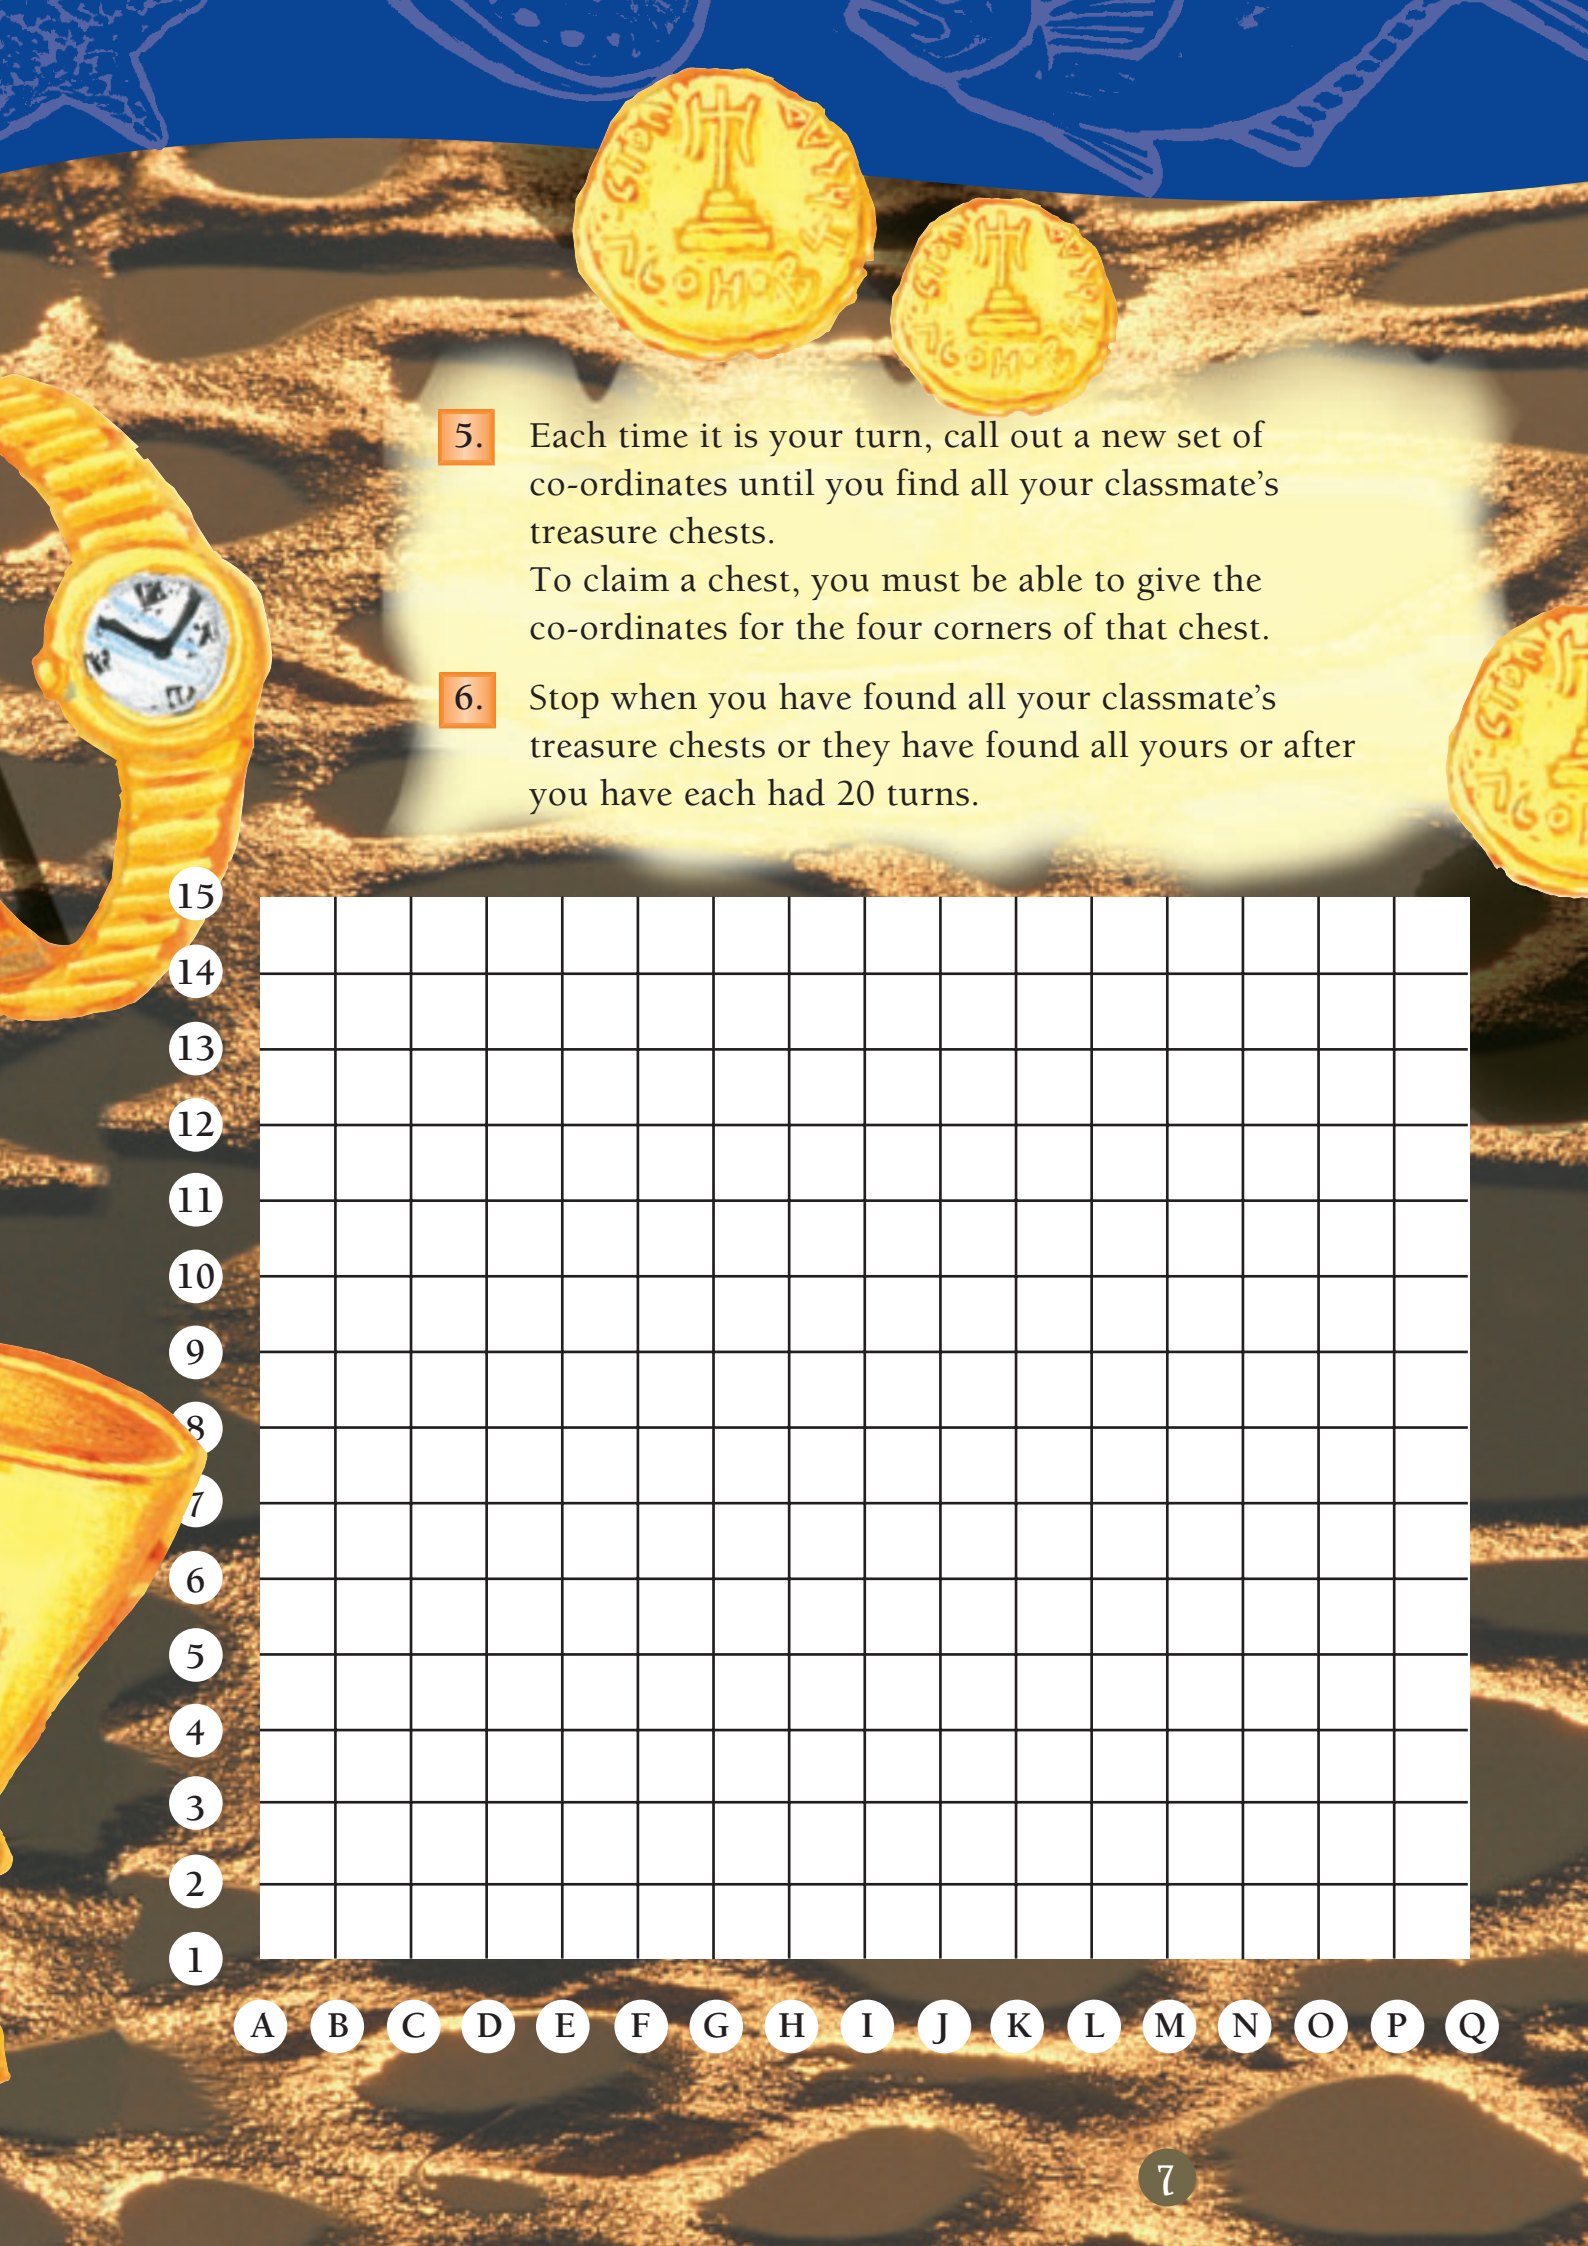 5. Each time it is your turn, call out a new set of
co-ordinates until you find all your classmate's
treasure chests.
To claim a chest, you must be able to give the
co-ordinates for the four corners of that chest.
6. Stop when you have found all your classmate's
treasure chests or they have found all yours or after
you have each had 20 turns.
15
14
13
12
11
10
9
8
7
6
5
4
3
2
1
A B C D E F G H I J K L M N O P Q
7